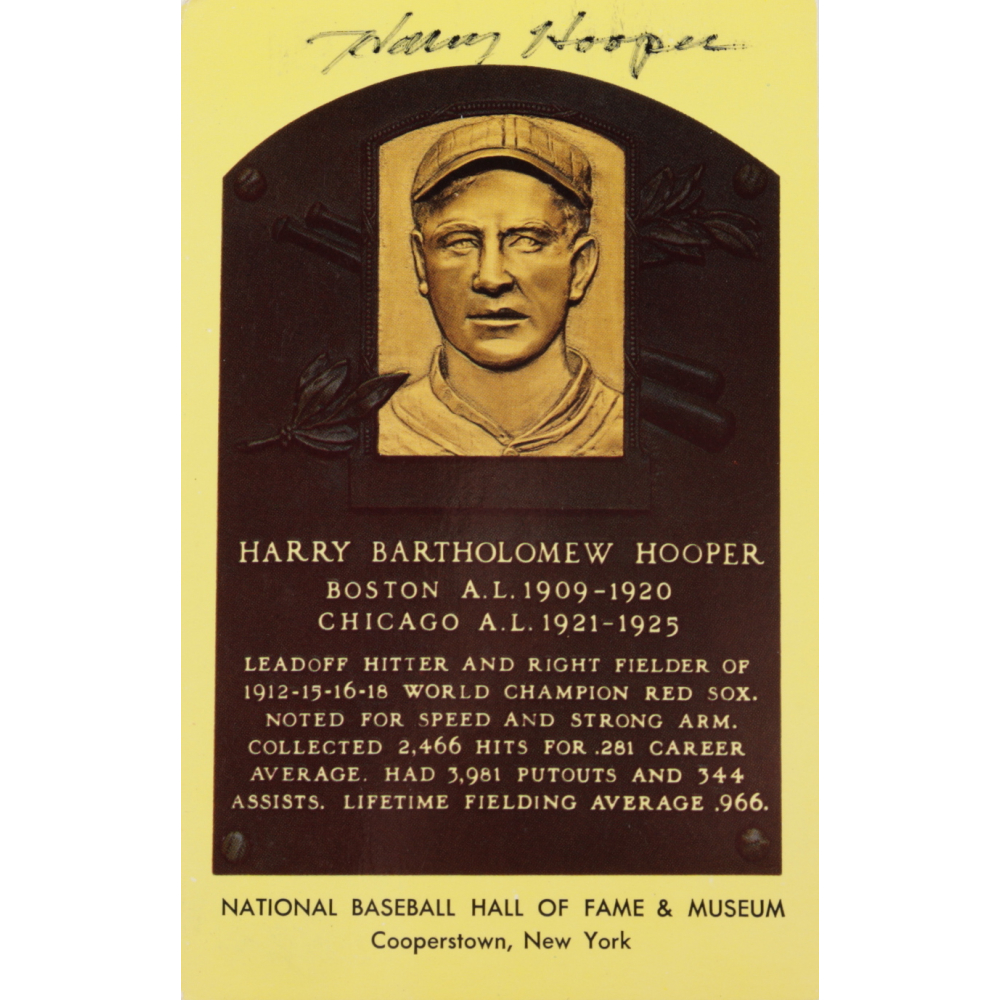 Harry Hooper
HARRY BARTHOLOMEW HOOPER
BOSTON A.L. 1909-1920
CHICAGO A.L. 1921-1925
LEADOFF HITTER AND RIGHT FIELDER OF
1912-15-16-18 WORLD CHAMPION RED SOX.
NOTED FOR SPEED AND STRONG ARM.
COLLECTED 2,466 HITS FOR .281 CAREER
AVERAGE. HAD 3,981 PUTOUTS AND 344
ASSISTS. LIFETIME FIELDING AVERAGE .966.
NATIONAL BASEBALL HALL OF FAME & MUSEUM
Cooperstown, New York